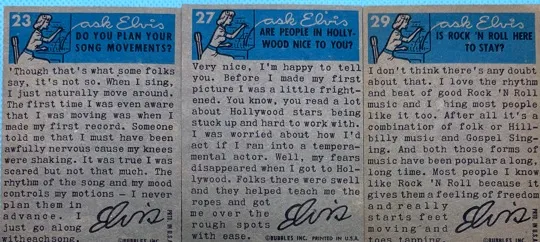 23 ask Elvis
DO YOU PLAN YOUR
SONG MOVEMENTS?
'Though that's what some folks
say, it's not so. When I sing,
I just naturally move around.
The first time I was even aware
that I was moving was when I
made my first record. Someone
told me that I must have been
awfully nervous cause my knees
were shaking. It was true I was
scared but not that much. The
rhythm of the song and my mood
controls my motions — I never
plan them in
advance. I
just go along
with each song.
Elvis
©BUBBLES INC.
PRTD. IN U.S.A.
27 ask Elvis
ARE PEOPLE IN HOLLY-
WOOD NICE TO YOU?
Very nice, I'm happy to tell
you. Before I made my first
picture I was a little fright-
ened. You know, you read a lot
about Hollywood stars being
stuck up and hard to work with.
I was worried about how I'd
act if I ran into a tempera-
mental actor. Well, my fears
disappeared when I got to Hol-
lywood. Folks there were swell
and they helped teach me the
ropes and got
me over the
rough spots
with ease.
Elvis
©BUBBLES INC. PRINTED IN U.S.A.
29 ask Elvis
IS ROCK 'N ROLL HERE
TO STAY?
I don't think there's any doubt
about that. I love the rhythm
and beat of good Rock 'N Roll
music and I hing most people
like it too. After all it's a
combination of folk or Hill-
billy music and Gospel Sing-
ing. And both those forms of
music have been popular a long,
long time. Most people I know
like Rock 'N Roll because it
gives them a feeling of freedom
and really
starts feet
moving and
toes tapping.
Elvis
©BUBBLES INC.
PRTD. IN U.S.A.